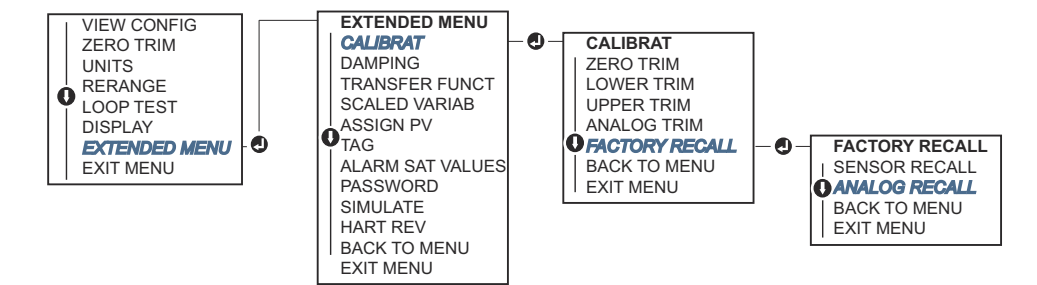 VIEW CONFIG
ZERO TRIM
UNITS
RERANGE
LOOP TEST
DISPLAY
EXTENDED MENU
EXIT MENU
EXTENDED MENU
CALIBRAT
DAMPING
TRANSFER FUNCT
SCALED VARIAB
ASSIGN PV
TAG
ALARM SAT VALUES
PASSWORD
SIMULATE
HART REV
BACK TO MENU
EXIT MENU
CALIBRAT
ZERO TRIM
LOWER TRIM
UPPER TRIM
ANALOG TRIM
FACTORY RECALL
BACK TO MENU
EXIT MENU
FACTORY RECALL
SENSOR RECALL
ANALOG RECALL
BACK TO MENU
EXIT MENU